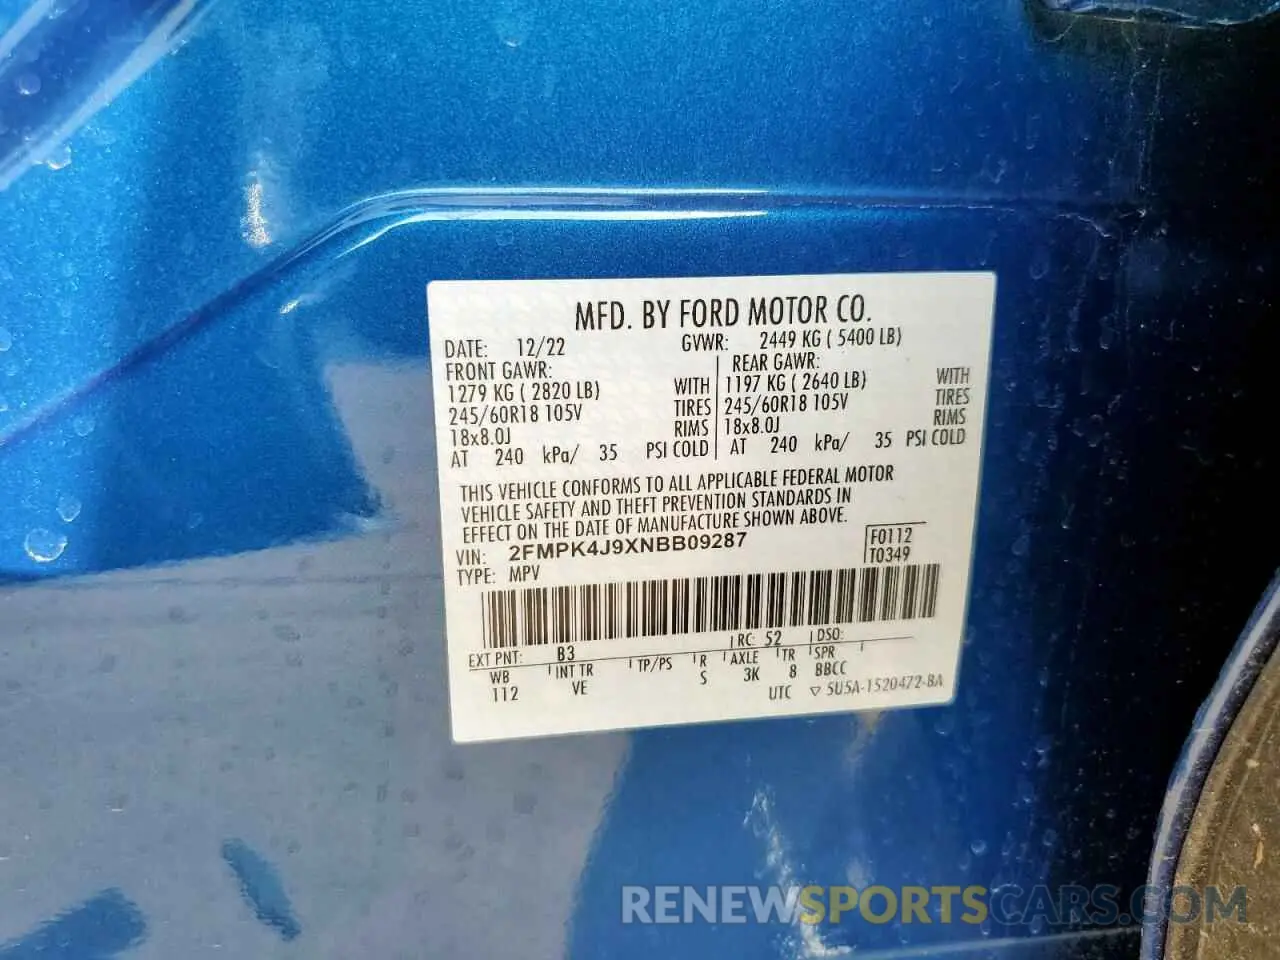 MFD. BY FORD MOTOR CO.
DATE: 12/22 GVWR: 2449 KG ( 5400 LB)
FRONT GAWR: REAR GAWR:
1279 KG ( 2820 LB) WITH 1197 KG ( 2640 LB) WITH
245/60R18 105V TIRES 245/60R18 105V TIRES
18x8.0J RIMS 18x8.0J RIMS
AT 240 kPa/ 35 PSI COLD AT 240 kPa/ 35 PSI COLD
THIS VEHICLE CONFORMS TO ALL APPLICABLE FEDERAL MOTOR
VEHICLE SAFETY AND THEFT PREVENTION STANDARDS IN
EFFECT ON THE DATE OF MANUFACTURE SHOWN ABOVE.
VIN: 2FMPK4J9XNBB09287 F0112
TYPE: MPV T0349
EXT PNT: B3 RC: 52 DSO:
WB INT TR TP/PS R AXLE TR SPR
112 VE S 3K 8 BBCC
UTC ▽ 5U5A-1520472-BA
RENEWSPORTSCARS.COM